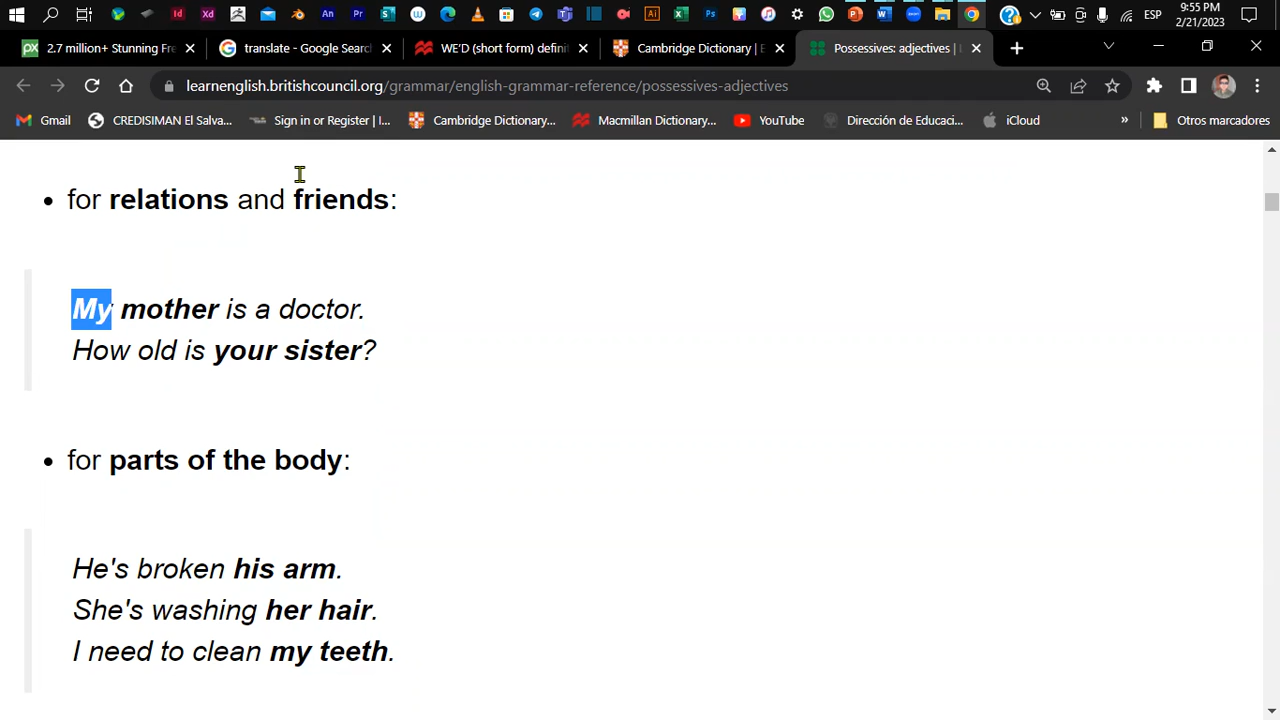 9:55 PM
ESP
2/21/2023
2.7 million+ Stunning Fre
translate - Google Search
WE'D (short form) defini
Cambridge Dictionary | E
Possessives: adjectives |
learnenglish.britishcouncil.org/grammar/english-grammar-reference/possessives-adjectives
Gmail
CREDISIMAN El Salva...
Sign in or Register | I...
Cambridge Dictionary...
Macmillan Dictionary...
YouTube
Dirección de Educaci...
iCloud
»
Otros marcadores
• for relations and friends:
My mother is a doctor.
How old is your sister?
• for parts of the body:
He's broken his arm.
She's washing her hair.
I need to clean my teeth.